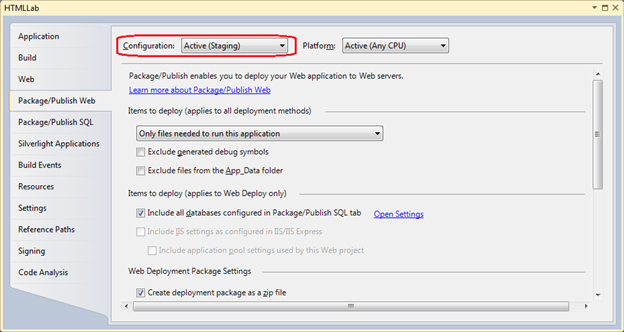 HTMLLab
Application
Build
Web
Package/Publish Web
Package/Publish SQL
Silverlight Applications
Build Events
Resources
Settings
Reference Paths
Signing
Code Analysis
Configuration: Active (Staging) Platform: Active (Any CPU)
Package/Publish enables you to deploy your Web application to Web servers.
Learn more about Package/Publish Web
Items to deploy (applies to all deployment methods)
Only files needed to run this application
Exclude generated debug symbols
Exclude files from the App_Data folder
Items to deploy (applies to Web Deploy only)
Include all databases configured in Package/Publish SQL tab Open Settings
Include IIS settings as configured in IIS/IIS Express
Include application pool settings used by this Web project
Web Deployment Package Settings
Create deployment package as a zip file